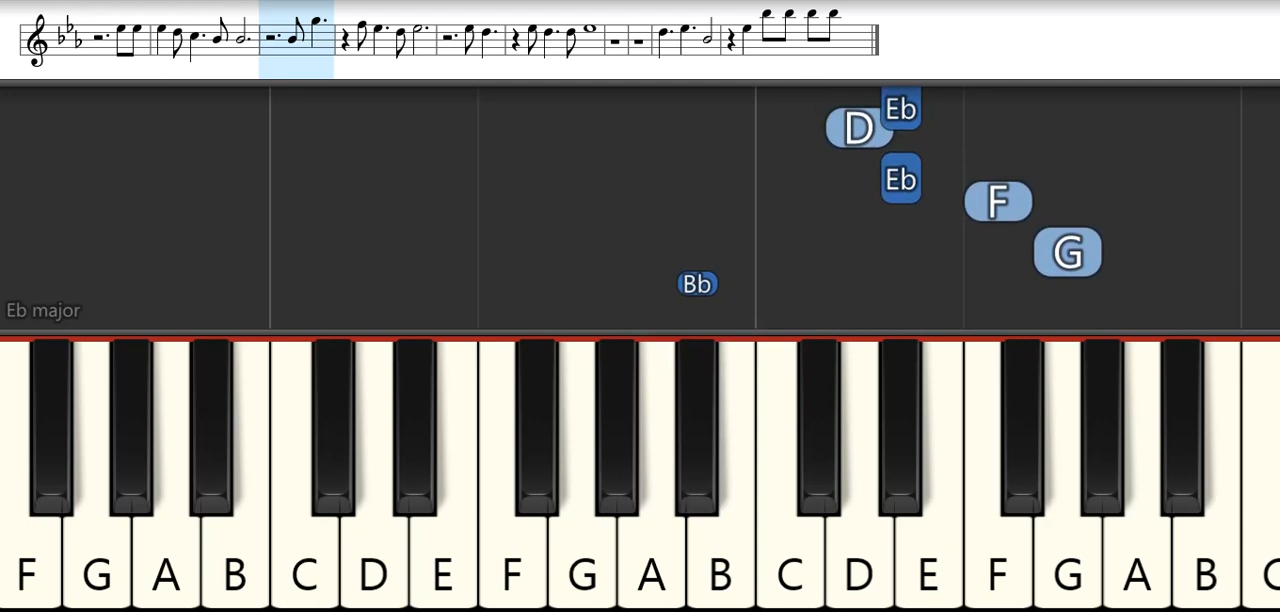 Eb
D
Eb
F
G
Bb
Eb major
F G A B C D E F G A B C D E F G A B C